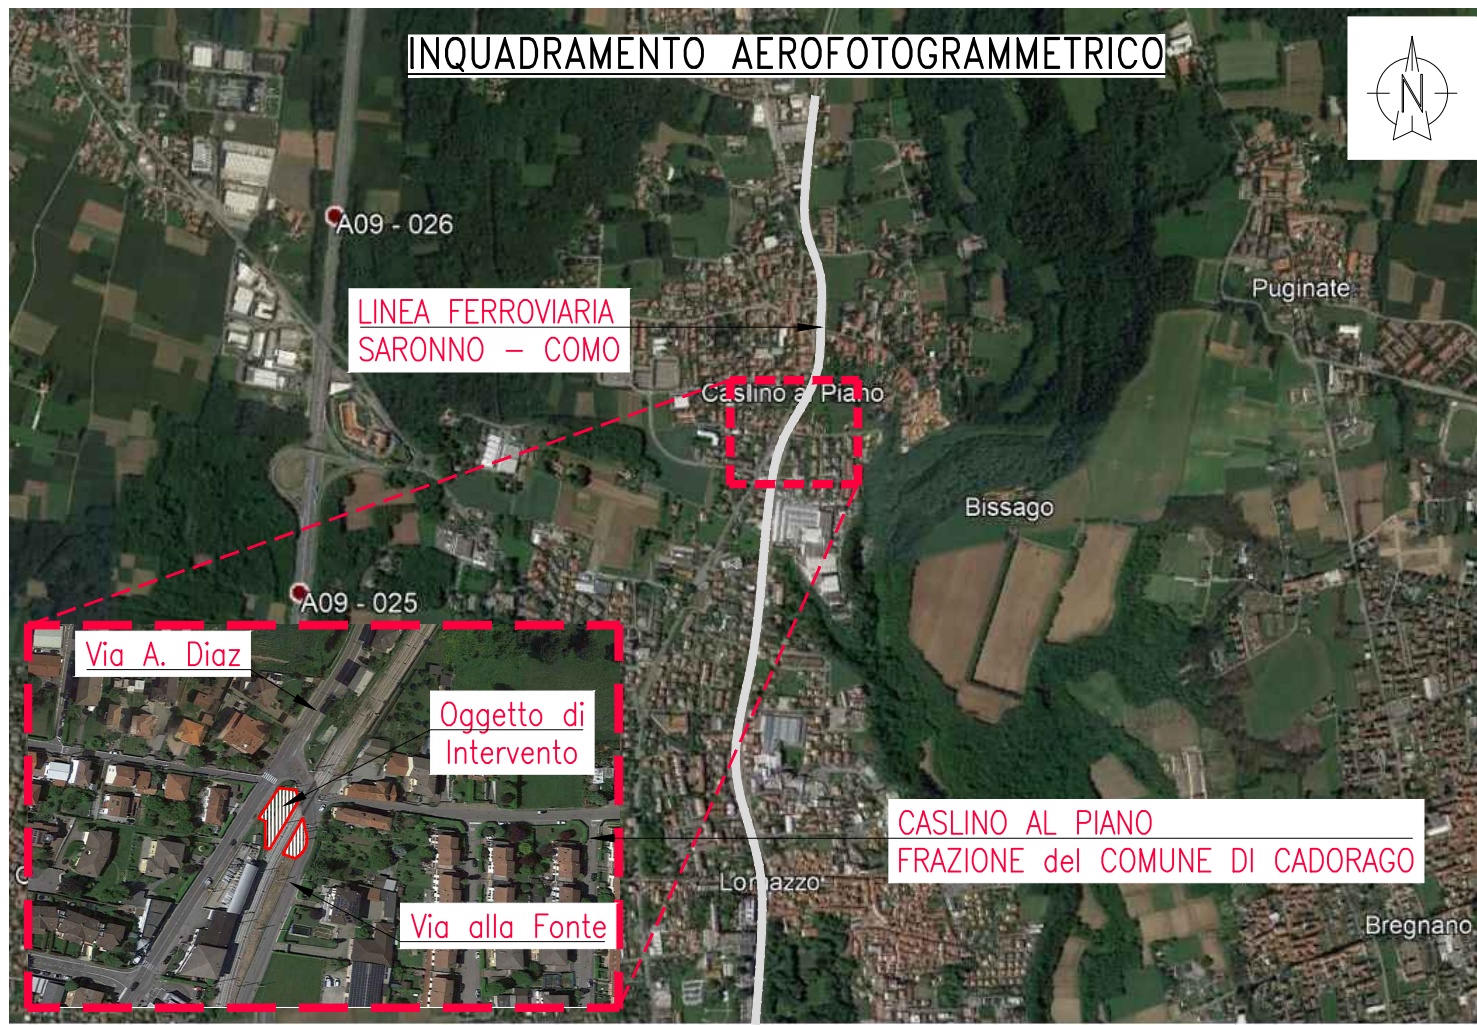 INQUADRAMENTO AEROFOTOGRAMMETRICO
N
A09 - 026
Puginate
LINEA FERROVIARIA
SARONNO - COMO
Caslino al Piano
Bissago
A09 - 025
Via A. Diaz
Oggetto di
Intervento
CASLINO AL PIANO
FRAZIONE del COMUNE DI CADORAGO
Lomazzo
Via alla Fonte
Bregnano